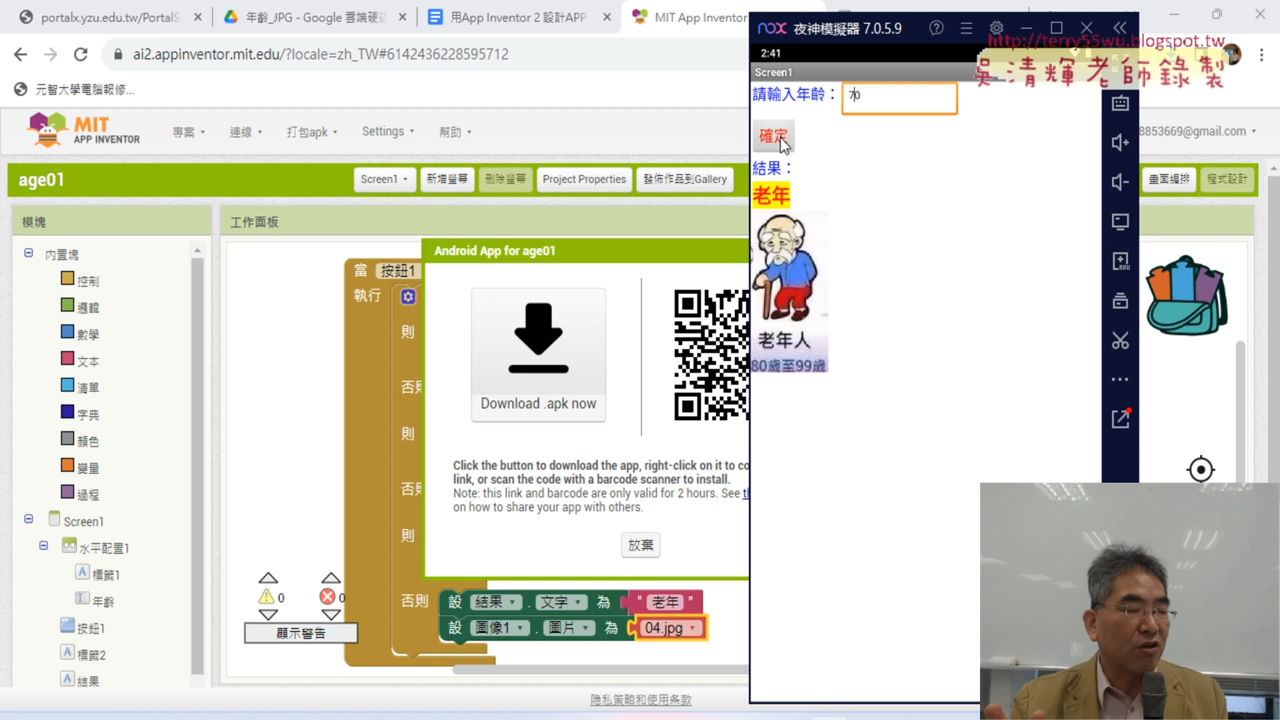 portalx.yzu.edu.tw/PortalS
年齡_JPG - Google 雲端硬
用App Inventor 2 設計APP
MIT App Inventor
ai2.appinventor.mit.edu/?locale=zh_TW#6622927785295712
元智大學電腦報修...
MIT
APP INVENTOR
專案
連線
打包apk
Settings
幫助
8853669@gmail.com
age01
Screen1
新增螢幕
刪除螢幕
Project Properties
發佈作品到Gallery
畫面編排
程式設計
模塊
工作面板
內置塊
控制
邏輯
數學
文本
清單
字典
顏色
變量
過程
Screen1
水平配置1
標籤1
年齡
按鈕1
標籤2
結果
當 按鈕1
執行
則
否則
則
否則
則
否則
設 結果 . 文字 為 " 老年 "
設 圖像1 . 圖片 為 04.jpg
0
0
顯示警告
Android App for age01
Download .apk now
Click the button to download the app, right-click on it to co
link, or scan the code with a barcode scanner to install.
Note: this link and barcode are only valid for 2 hours. See t
on how to share your app with others.
放棄
隐私策略和使用条款
nox 夜神模擬器 7.0.5.9
2:41
Screen1
請輸入年齡：
70
確定
結果：
老年
老年人
80歲至99歲
APK
http://terry55wu.blogspot.tw
吳清輝老師錄製